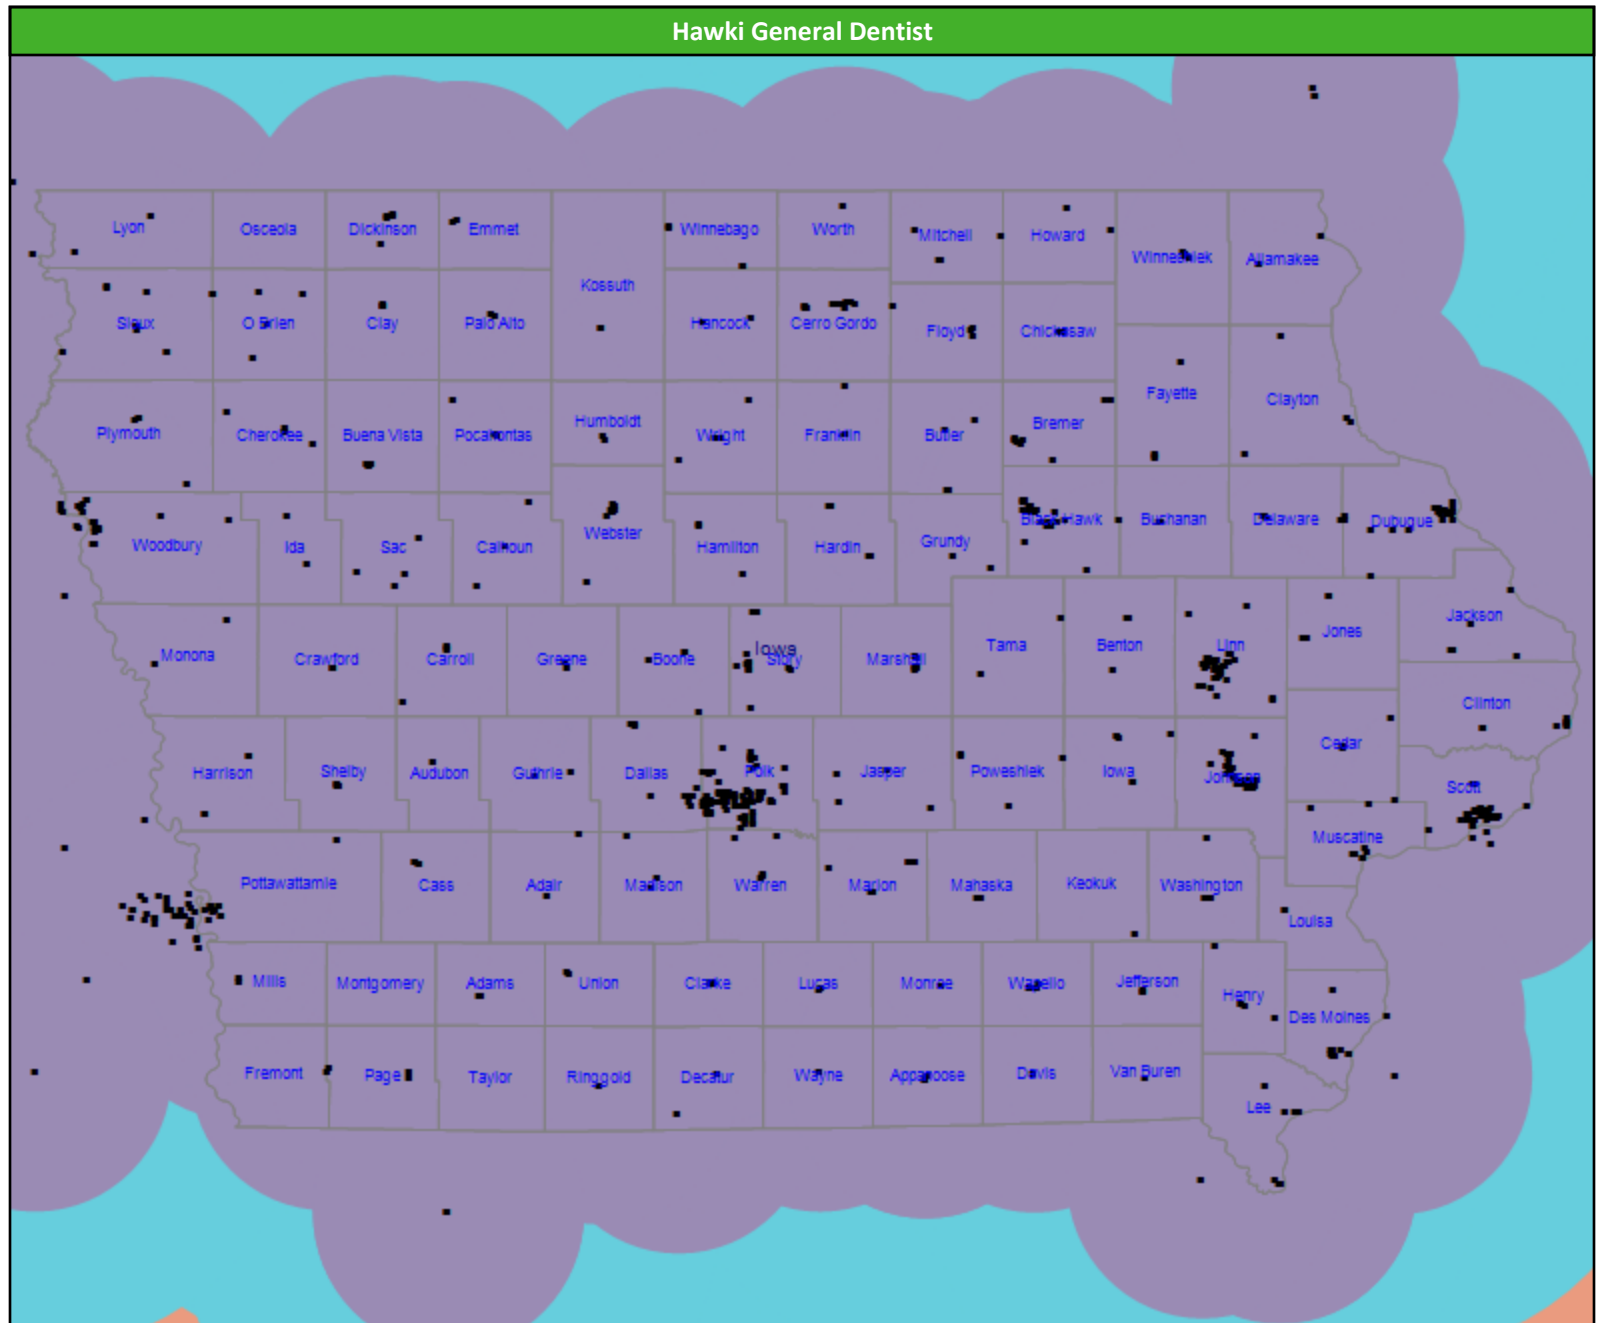 Hawki General Dentist
Lyon
Osceola
Dickinson
Emmet
Winnebago
Worth
Mitchell
Howard
Winneshiek
Allamakee
Kossuth
Sioux
O Brien
Clay
Palo Alto
Hancock
Cerro Gordo
Floyd
Chickasaw
Fayette
Clayton
Plymouth
Cherokee
Buena Vista
Pocahontas
Humboldt
Wright
Franklin
Butler
Bremer
Woodbury
Ida
Sac
Calhoun
Webster
Hamilton
Hardin
Grundy
Black Hawk
Buchanan
Delaware
Dubuque
Monona
Crawford
Carroll
Greene
Boone
Iowa
Story
Marshall
Tama
Benton
Linn
Jones
Jackson
Clinton
Harrison
Shelby
Audubon
Guthrie
Dallas
Polk
Jasper
Poweshiek
Iowa
Johnson
Cedar
Scott
Muscatine
Pottawattamie
Cass
Adair
Madison
Warren
Marion
Mahaska
Keokuk
Washington
Louisa
Mills
Montgomery
Adams
Union
Clarke
Lucas
Monroe
Wapello
Jefferson
Henry
Des Moines
Fremont
Page
Taylor
Ringgold
Decatur
Wayne
Appanoose
Davis
Van Buren
Lee